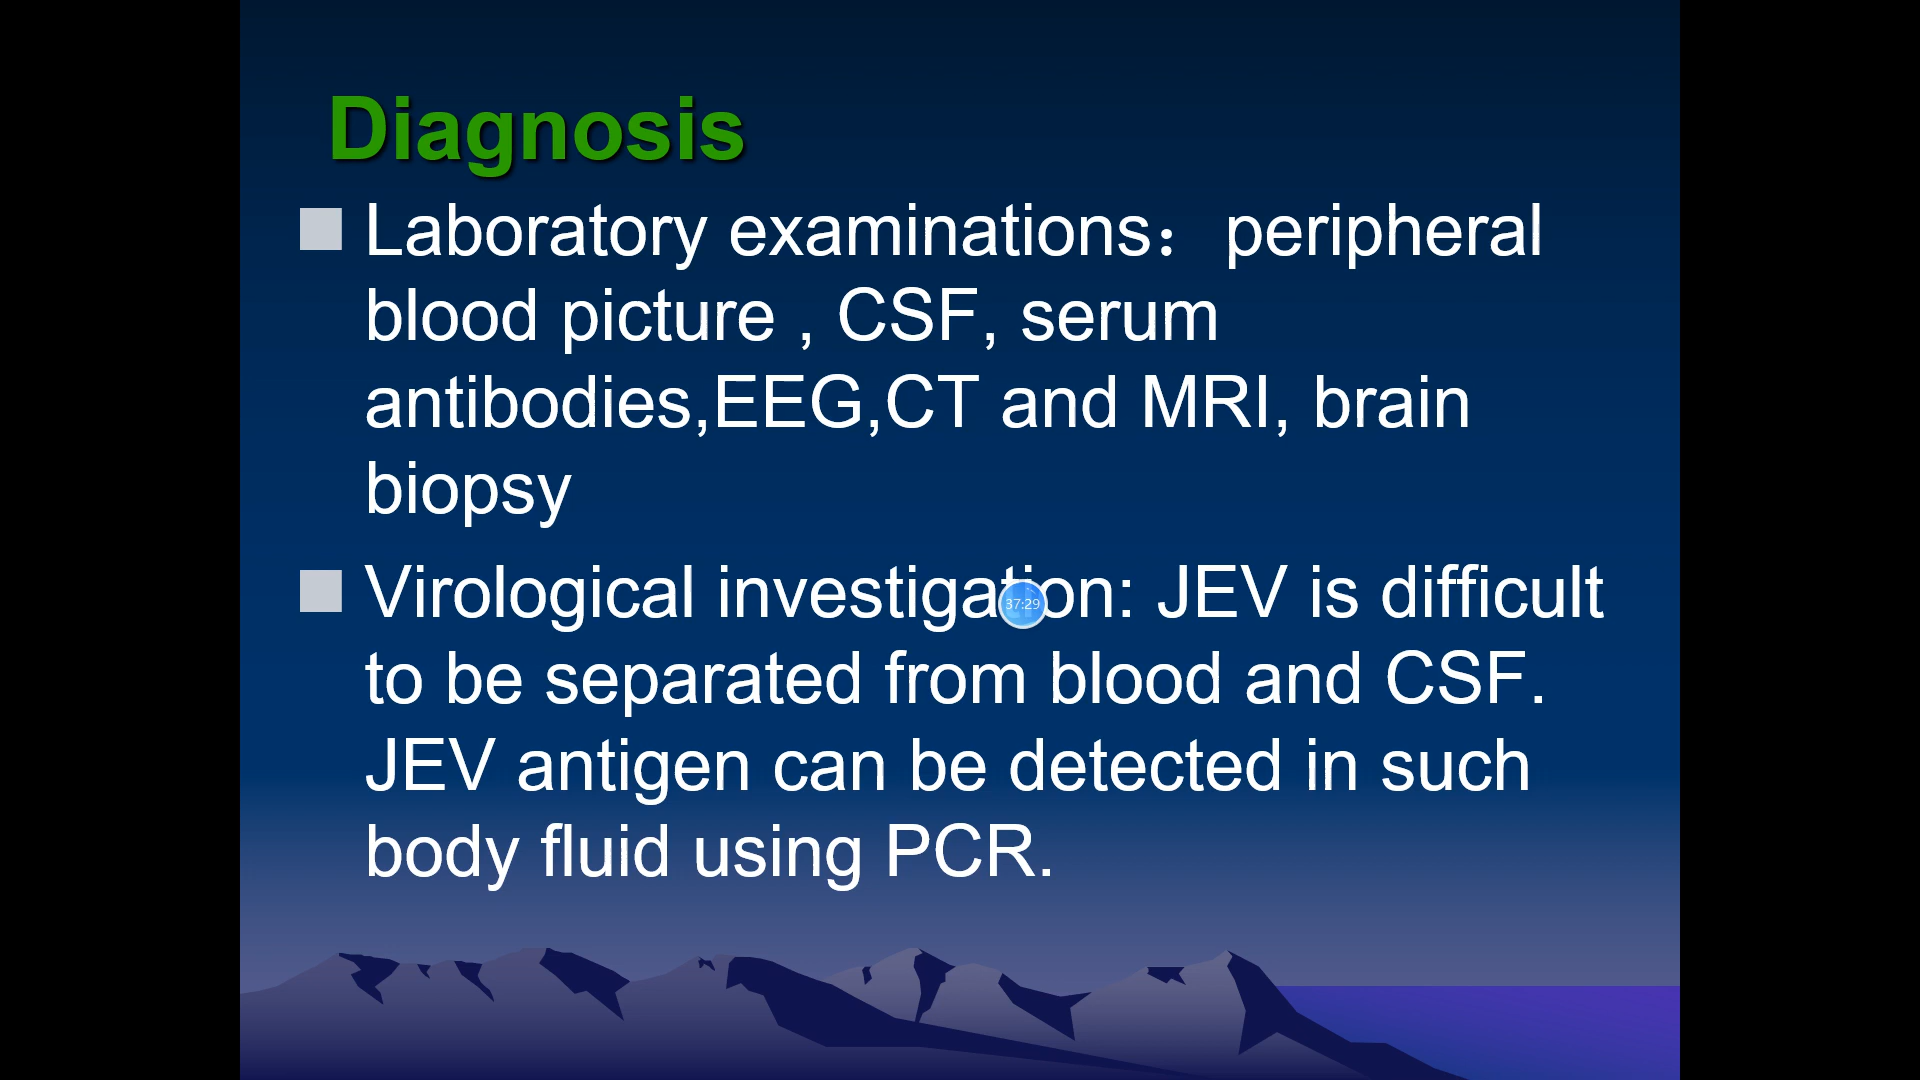 Diagnosis
Laboratory examinations： peripheral
blood picture , CSF, serum
antibodies,EEG,CT and MRI, brain
biopsy
Virological investigation: JEV is difficult
37:29
to be separated from blood and CSF.
JEV antigen can be detected in such
body fluid using PCR.